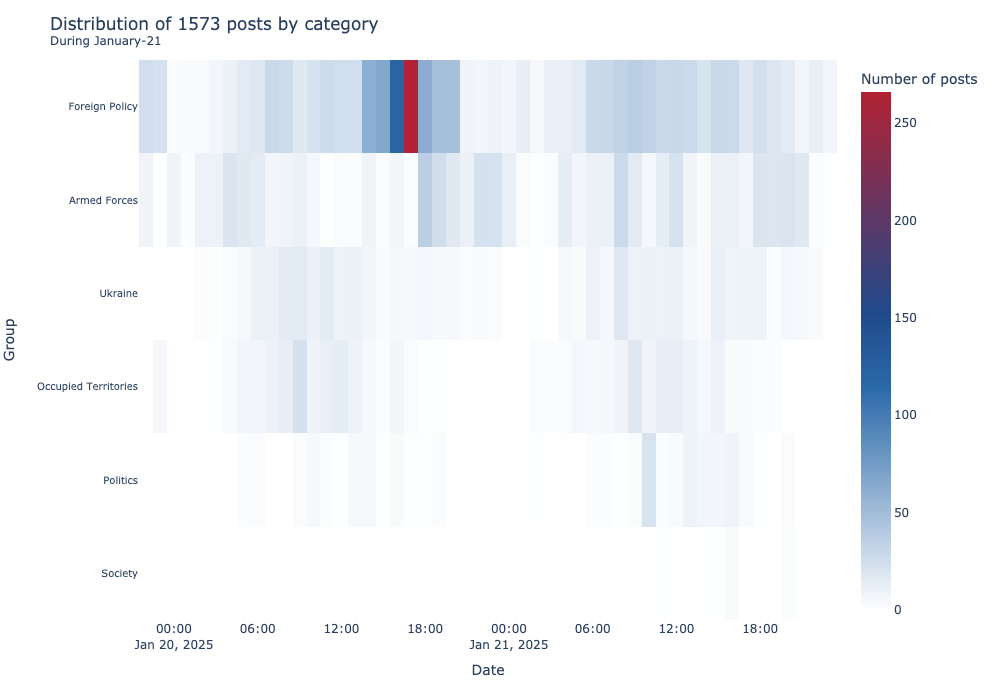 Distribution of 1573 posts by category
During January-21
Number of posts
250
200
150
100
50
0
Group
Foreign Policy
Armed Forces
Ukraine
Occupied Territories
Politics
Society
00:00
Jan 20, 2025
06:00
12:00
18:00
00:00
Jan 21, 2025
06:00
12:00
18:00
Date